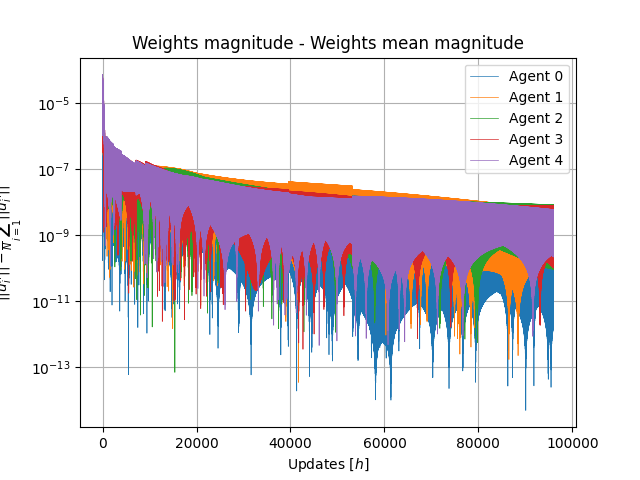 Weights magnitude - Weights mean magnitude
Agent 0
Agent 1
Agent 2
Agent 3
Agent 4
10⁻⁵
10⁻⁷
10⁻⁹
10⁻¹¹
10⁻¹³
0 20000 40000 60000 80000 100000
Updates [h]